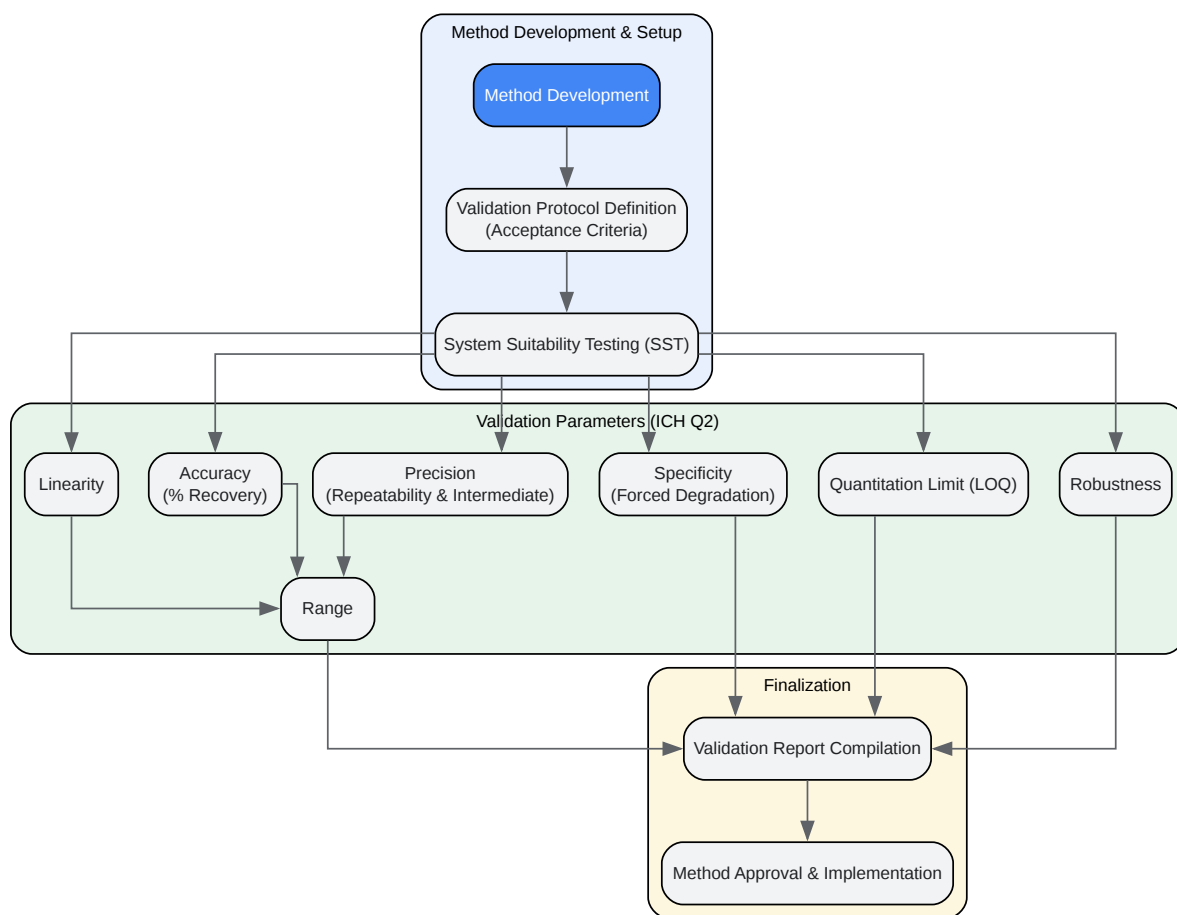 Method Development & Setup
Method Development
Validation Protocol Definition
(Acceptance Criteria)
System Suitability Testing (SST)
Validation Parameters (ICH Q2)
Linearity
Accuracy
(% Recovery)
Precision
(Repeatability & Intermediate)
Specificity
(Forced Degradation)
Quantitation Limit (LOQ)
Robustness
Range
Finalization
Validation Report Compilation
Method Approval & Implementation